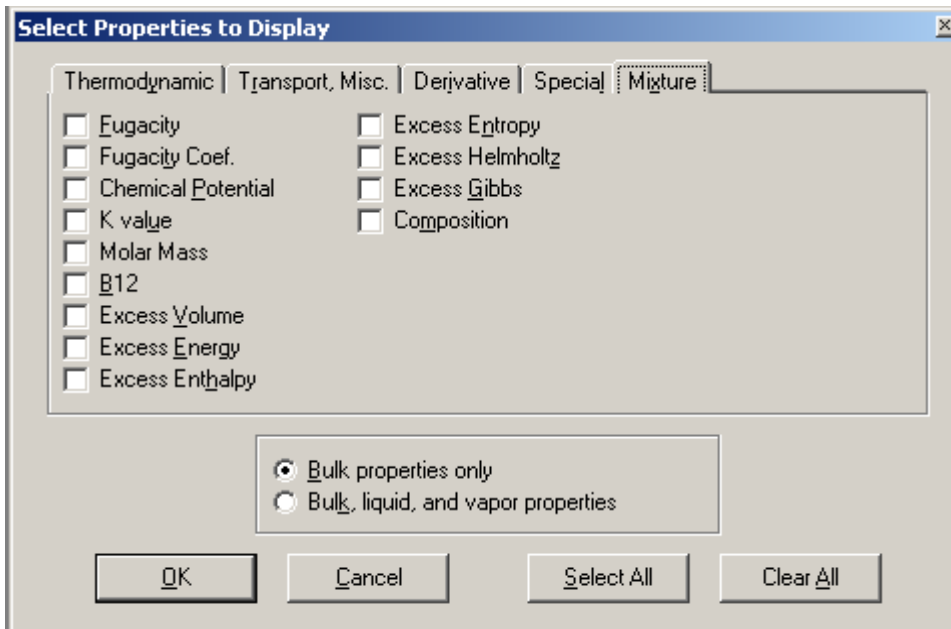 Select Properties to Display
Thermodynamic Transport, Misc. Derivative Special Mixture
Fugacity
Fugacity Coef.
Chemical Potential
K value
Molar Mass
B12
Excess Volume
Excess Energy
Excess Enthalpy
Excess Entropy
Excess Helmholtz
Excess Gibbs
Composition
Bulk properties only
Bulk, liquid, and vapor properties
OK Cancel Select All Clear All